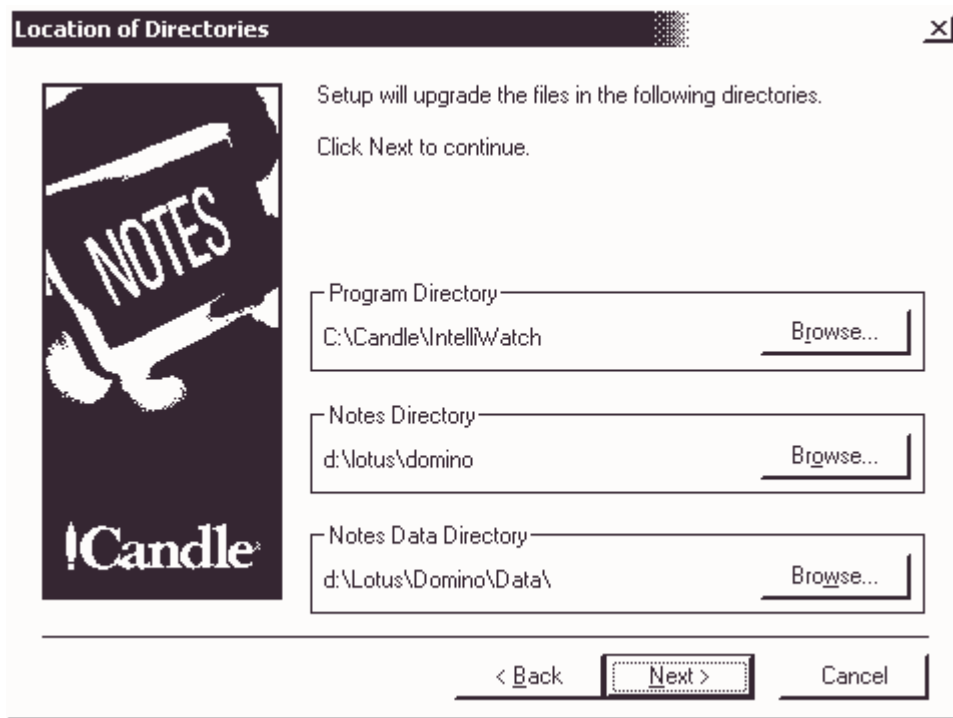 Location of Directories
Setup will upgrade the files in the following directories.
Click Next to continue.
NOTES
Program Directory
C:\Candle\IntelliWatch
Browse...
Notes Directory
d:\lotus\domino
Browse...
Notes Data Directory
d:\Lotus\Domino\Data\
Browse...
Candle
< Back
Next >
Cancel